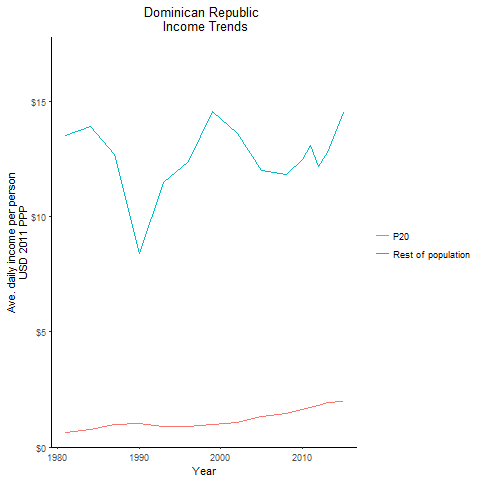 Dominican Republic
Income Trends
Ave. daily income per person
USD 2011 PPP
$15
$10
$5
$0
1980
1990
2000
2010
Year
P20
Rest of population